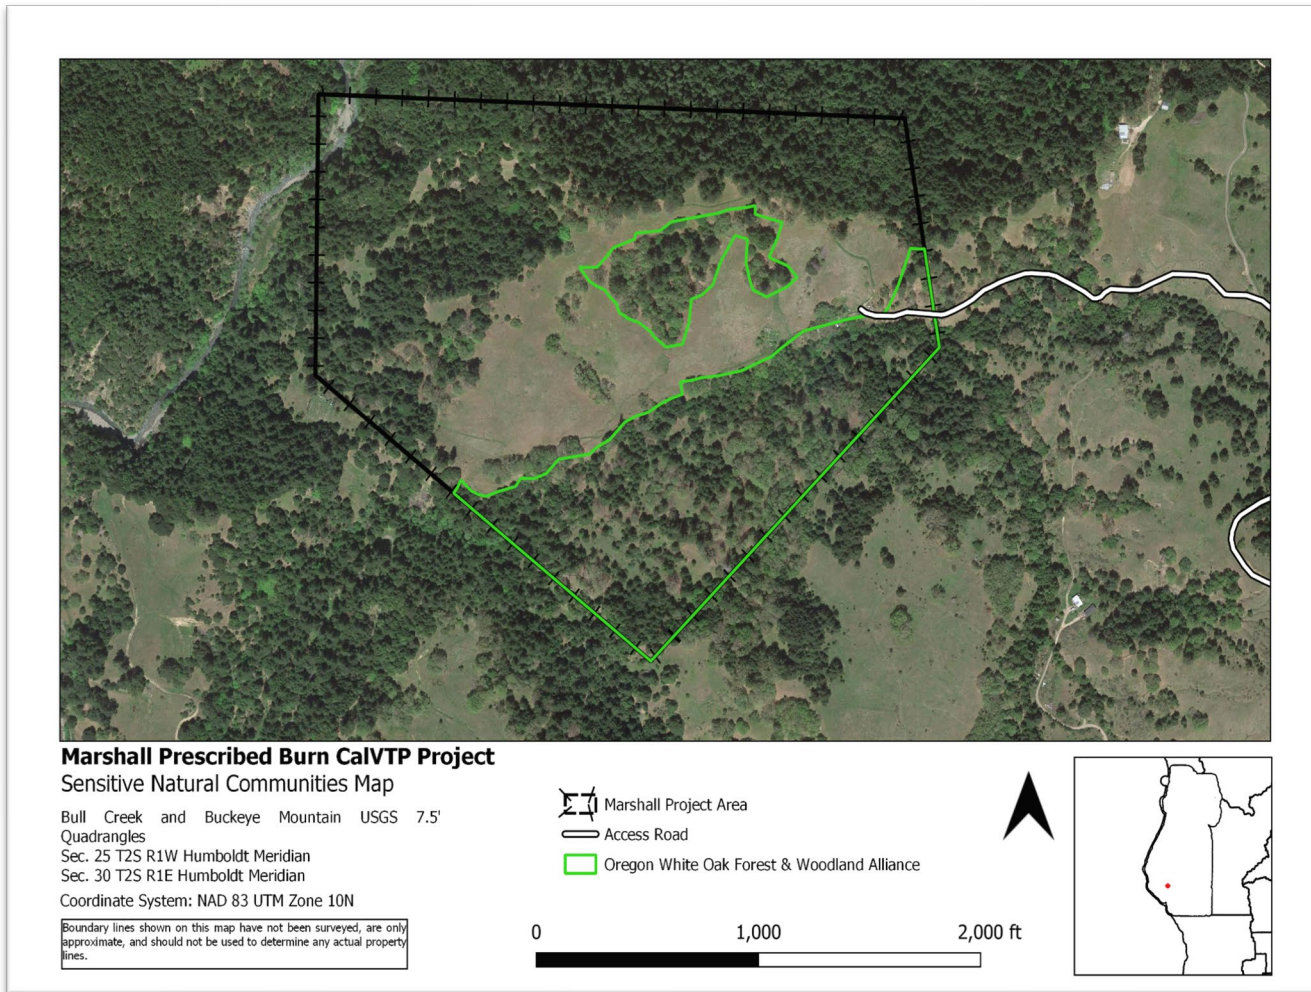 Marshall Prescribed Burn CalVTP Project
Sensitive Natural Communities Map
Bull Creek and Buckeye Mountain USGS 7.5'
Quadrangles
Sec. 25 T2S R1W Humboldt Meridian
Sec. 30 T2S R1E Humboldt Meridian
Coordinate System: NAD 83 UTM Zone 10N
Boundary lines shown on this map have not been surveyed, are only
approximate, and should not be used to determine any actual property
lines.
Marshall Project Area
Access Road
Oregon White Oak Forest & Woodland Alliance
0 1,000 2,000 ft